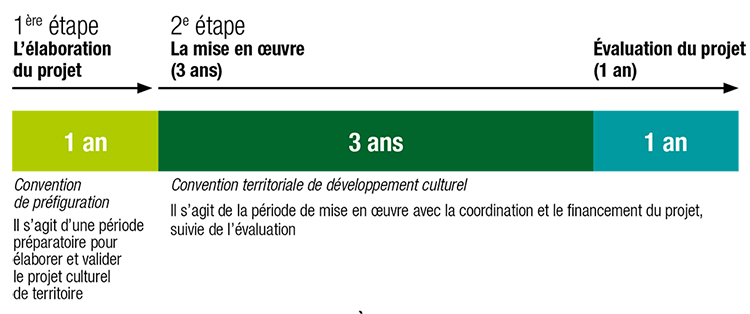 1ère étape
L’élaboration
du projet
2e étape
La mise en œuvre
(3 ans)
Évaluation du projet
(1 an)
1 an
3 ans
1 an
Convention
de préfiguration
Il s’agit d’une période
préparatoire pour
élaborer et valider
le projet culturel
de territoire
Convention territoriale de développement culturel
Il s’agit de la période de mise en œuvre avec la coordination et le financement du projet,
suivie de l’évaluation